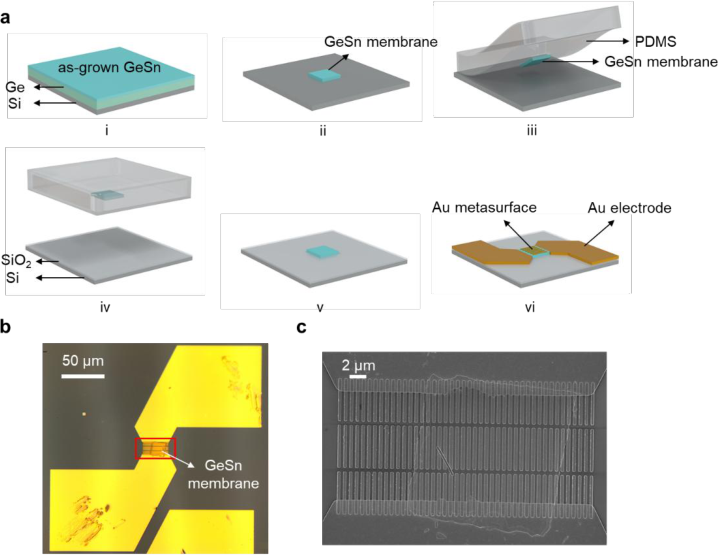 a
as-grown GeSn
Ge
Si
i
GeSn membrane
ii
PDMS
GeSn membrane
iii
SiO2
Si
iv
v
Au metasurface
Au electrode
vi
b
50 μm
GeSn
membrane
c
2 μm